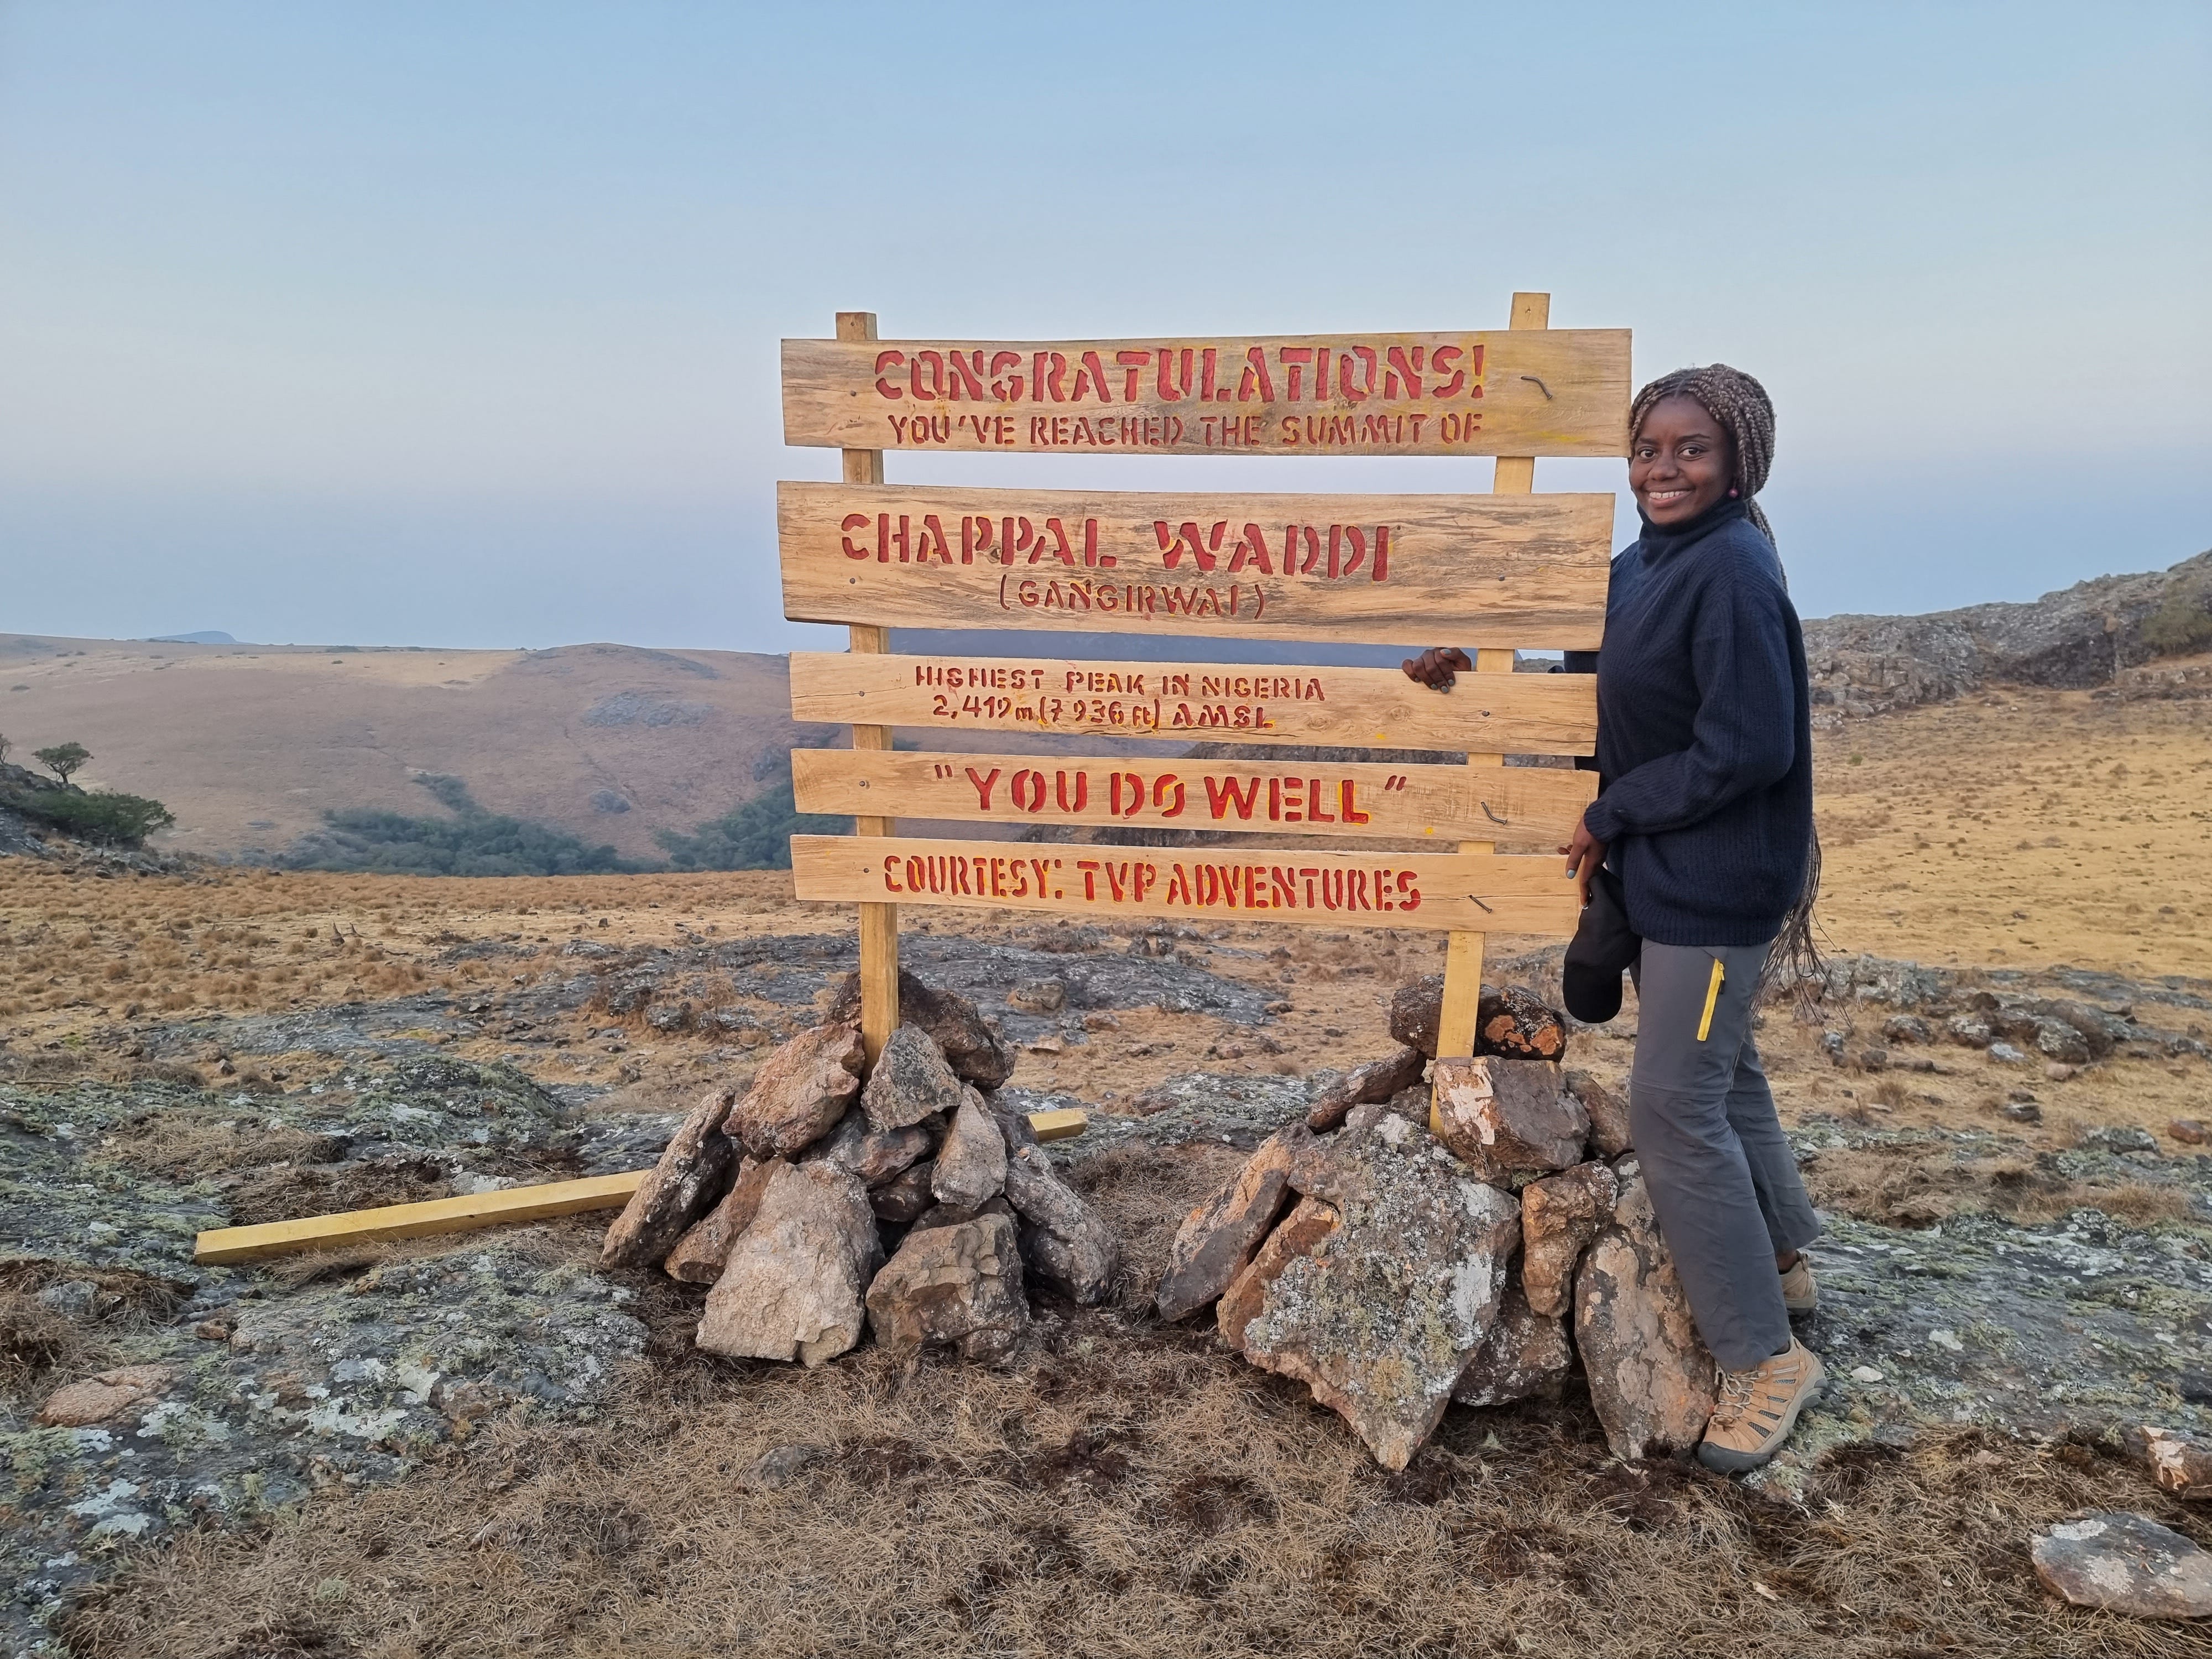 CONGRATULATIONS!
YOU'VE REACHED THE SUMMIT OF
CHAPPAL WADDI
(GANGIRWAI)
HIGHEST PEAK IN NIGERIA
2,419m (7 936 ft) AMSL
"YOU DO WELL"
COURTESY: TVP ADVENTURES